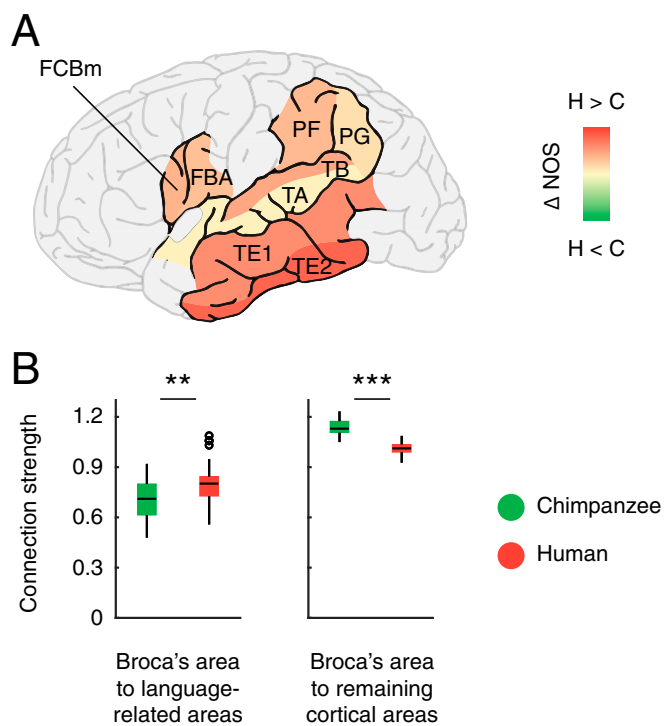 A
FCBm
FBA
PF
PG
TB
TA
TE1
TE2
H > C
Δ NOS
H < C
B
**
***
Connection strength
1.2
0.9
0.6
0.3
0
Chimpanzee
Human
Broca's area
to language-
related areas
Broca's area
to remaining
cortical areas